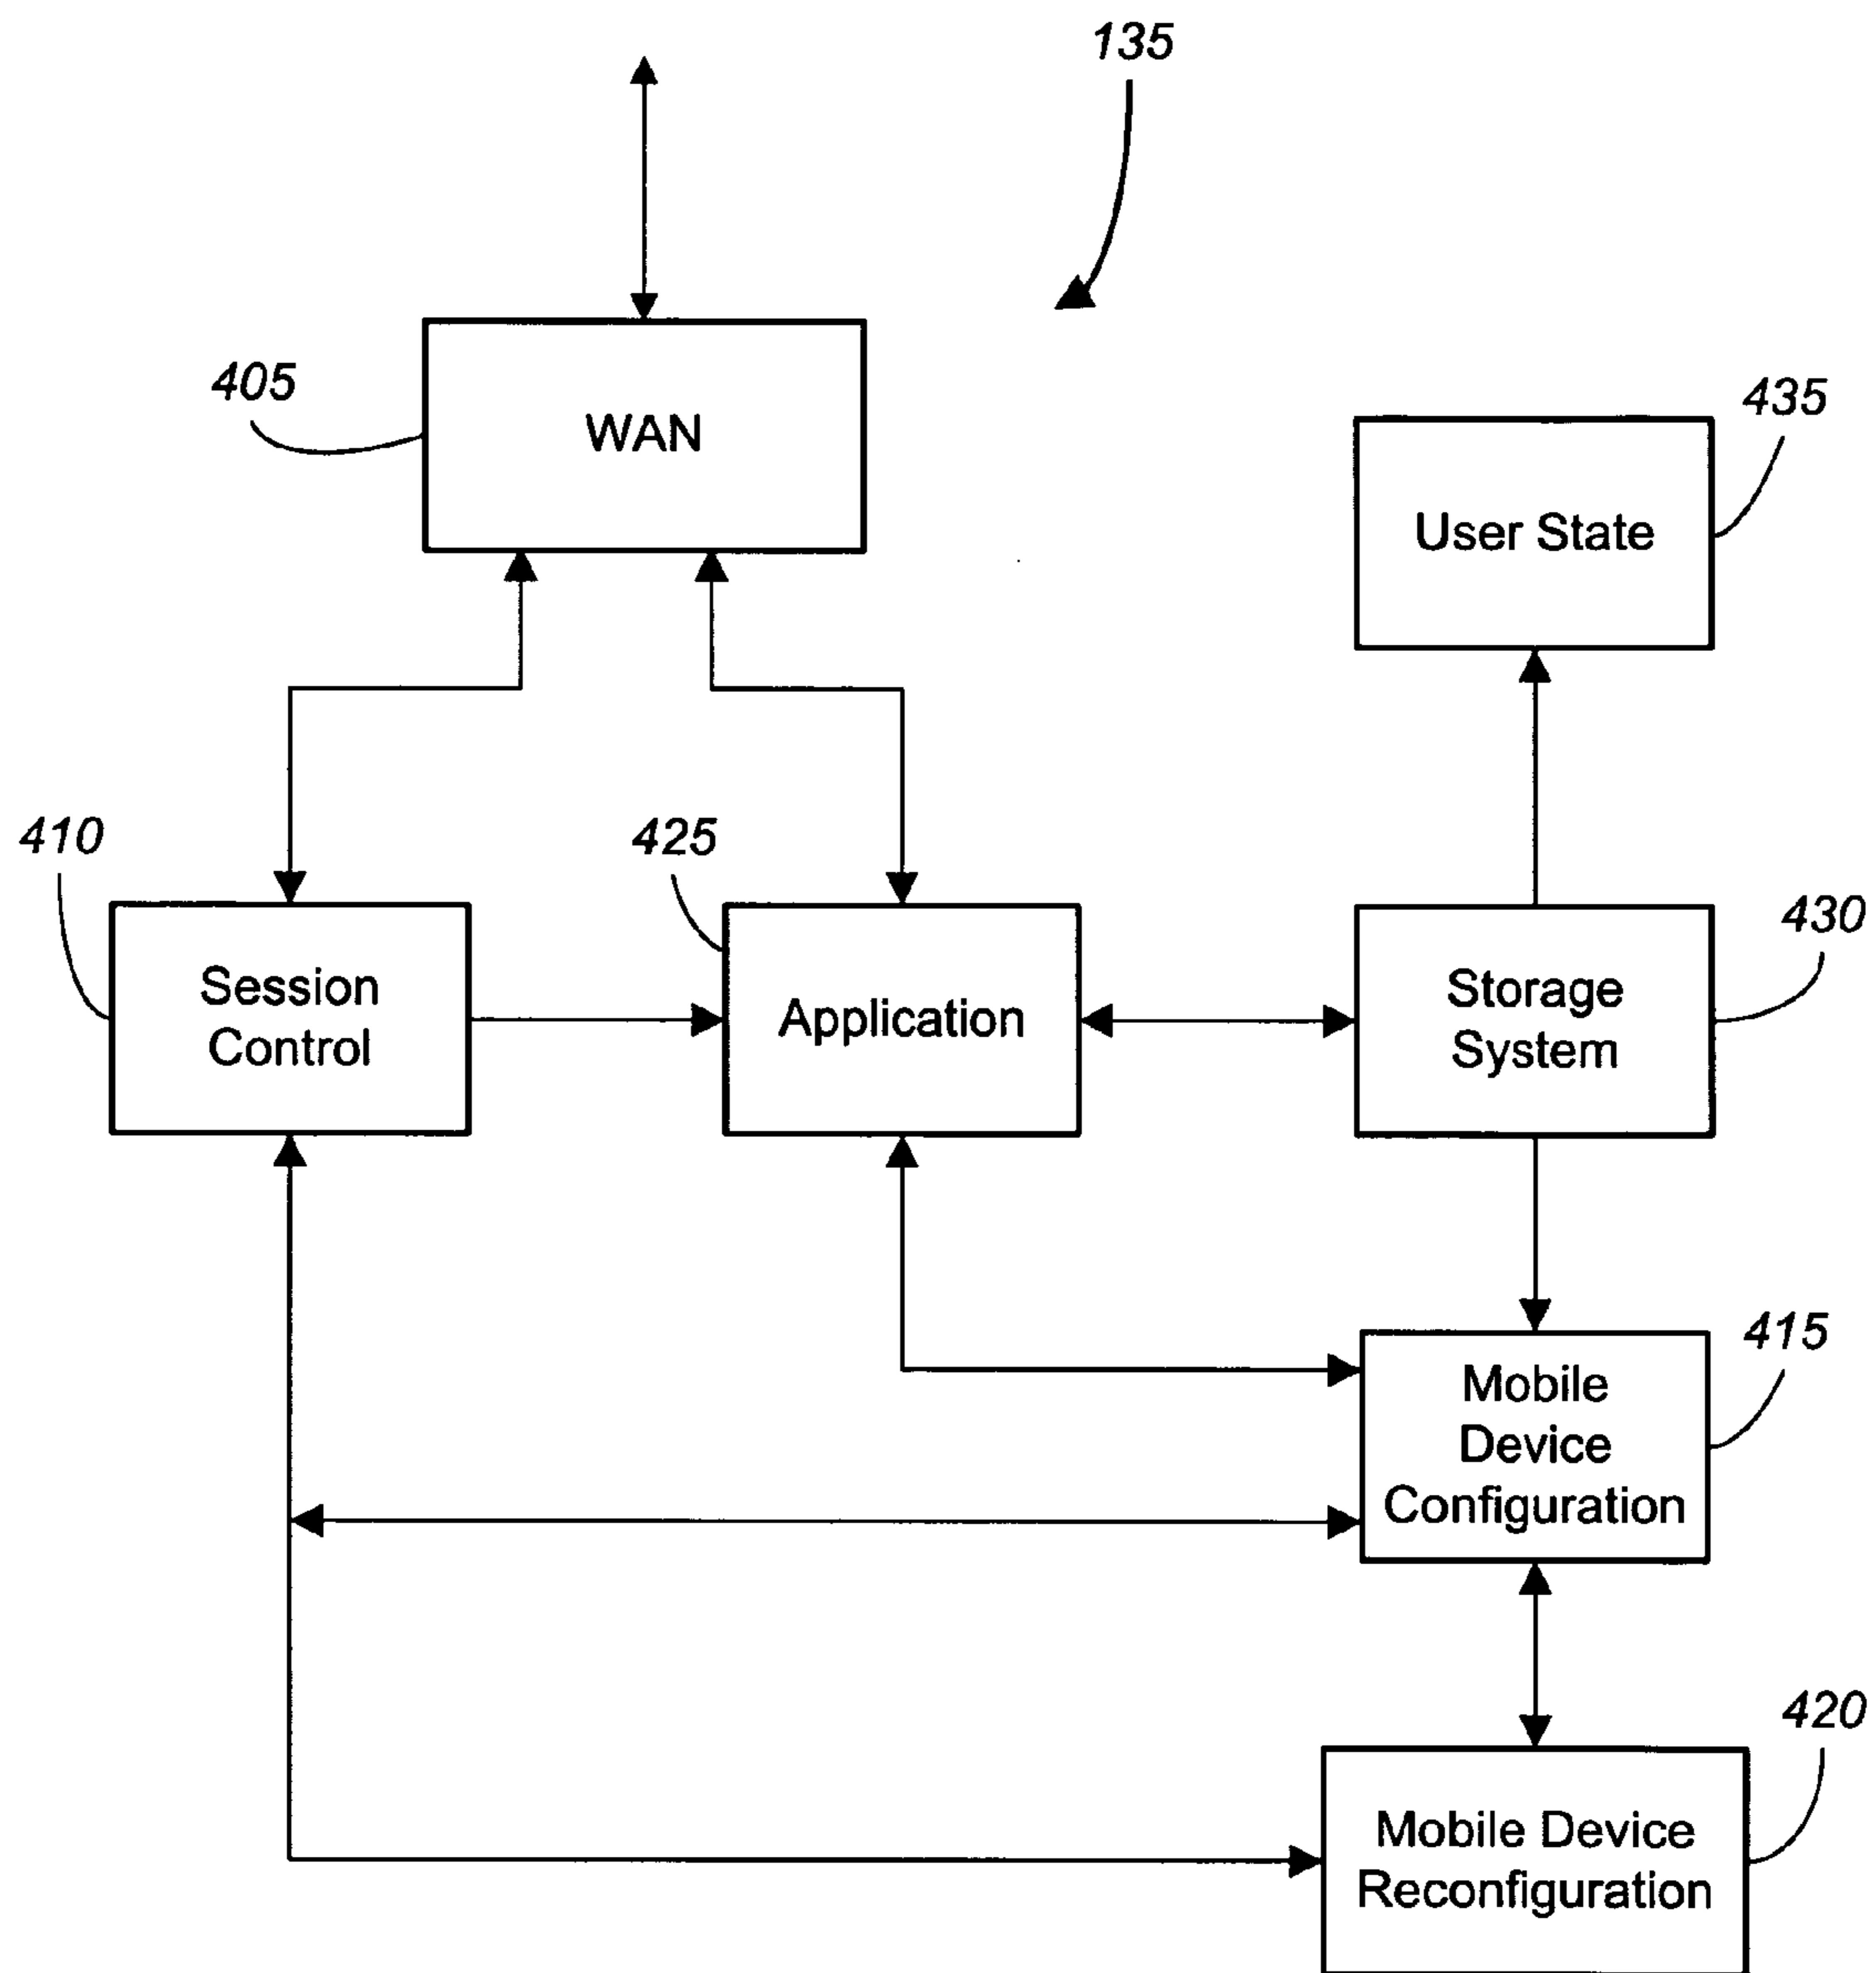 135
405
WAN
435
User State
410
425
430
Session
Control
Application
Storage
System
415
Mobile
Device
Configuration
420
Mobile Device
Reconfiguration